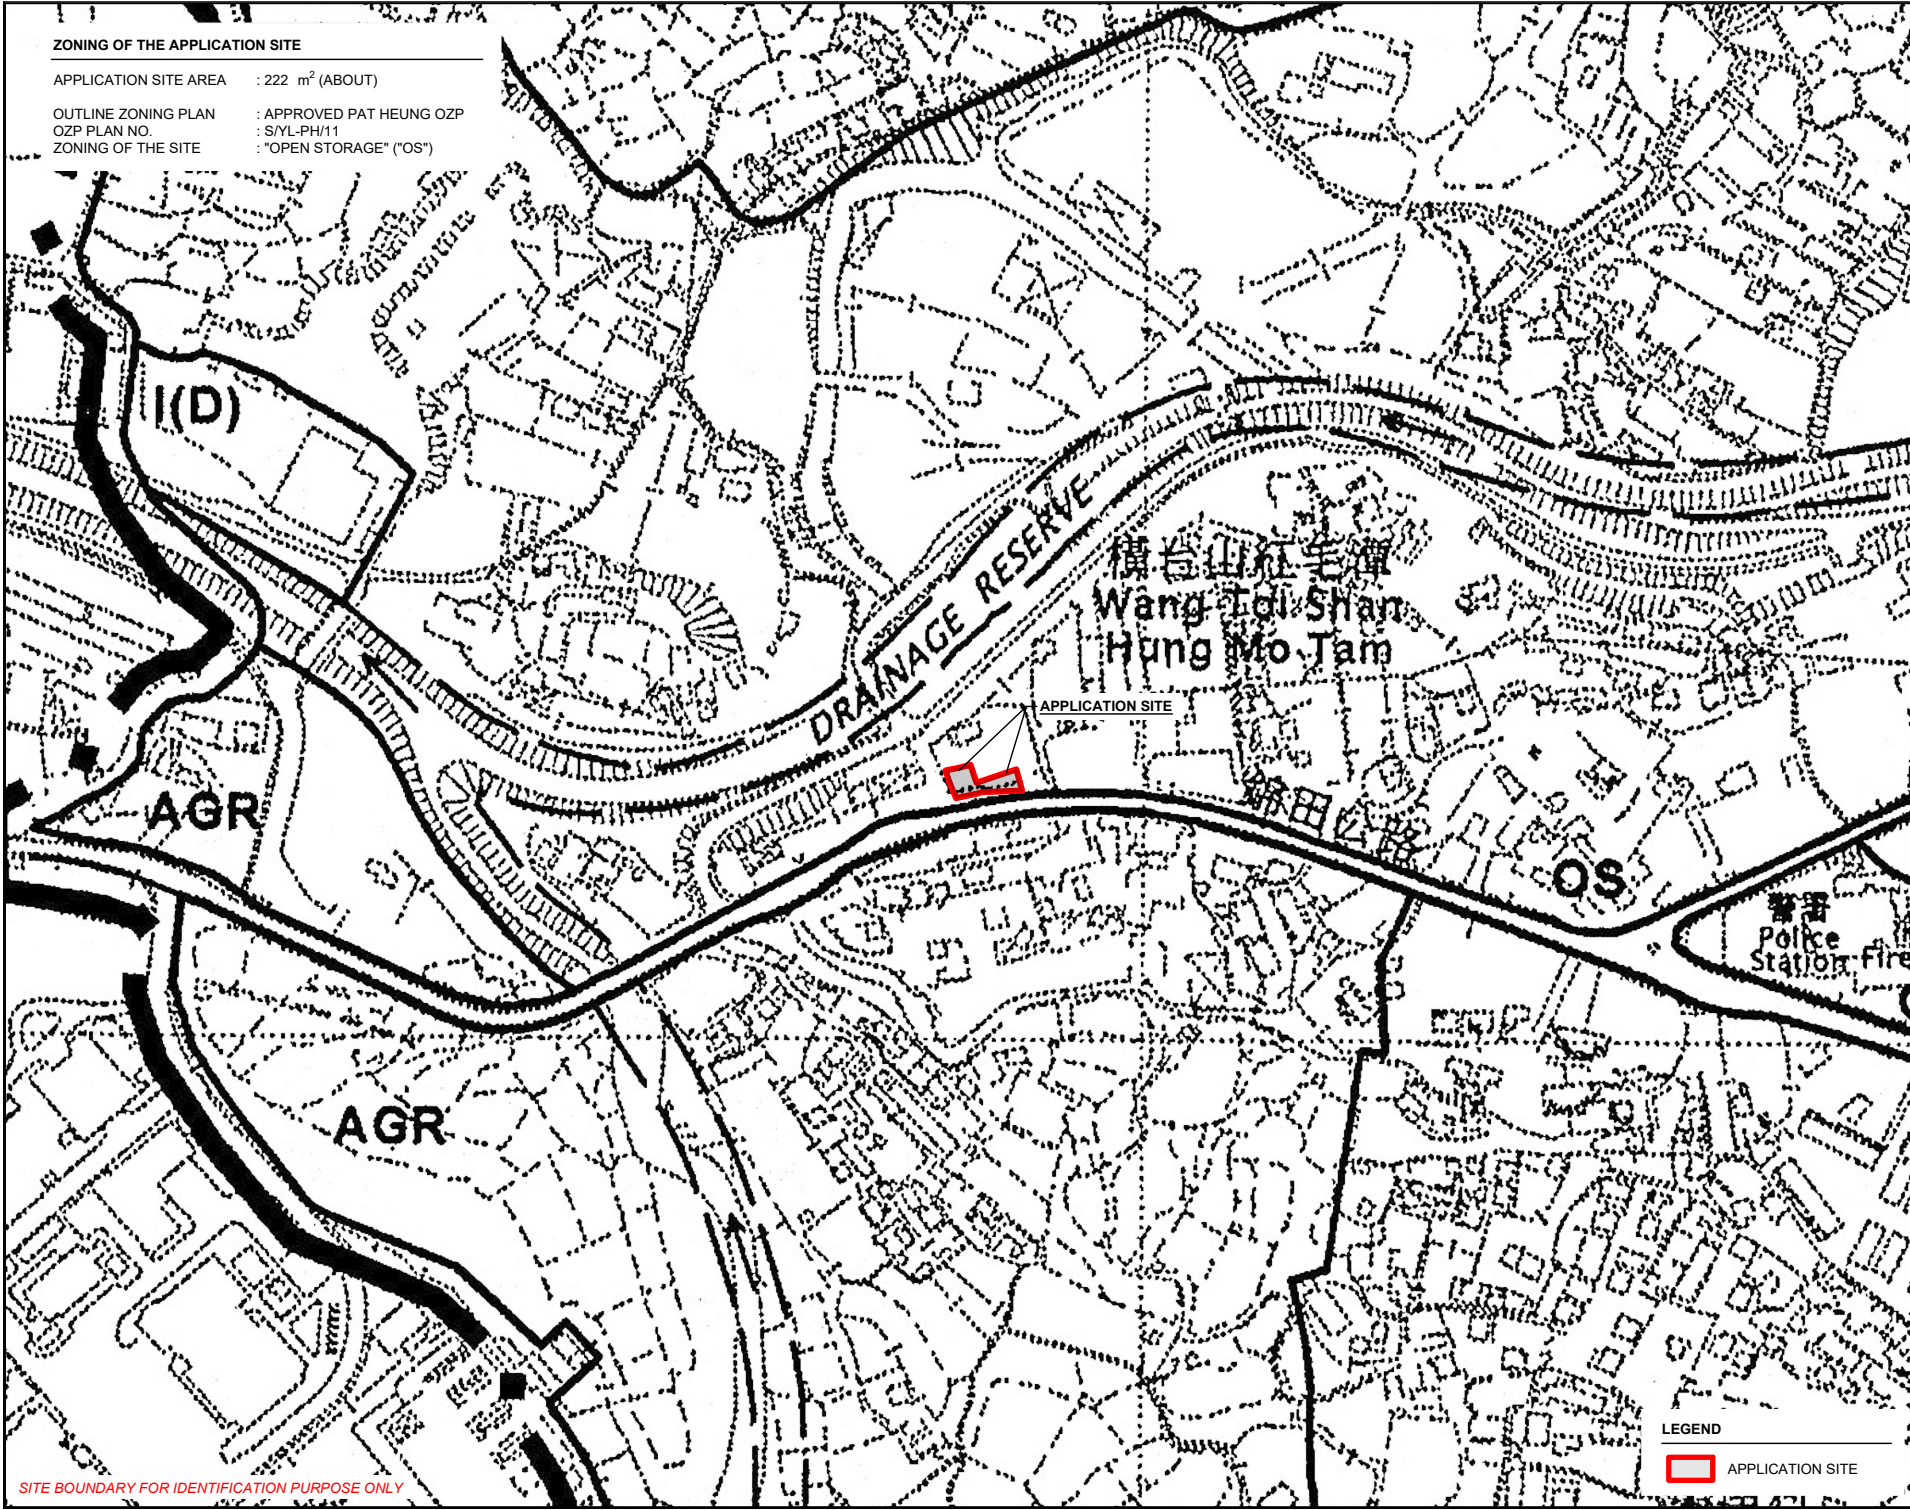 ZONING OF THE APPLICATION SITE
APPLICATION SITE AREA : 222 m² (ABOUT)
OUTLINE ZONING PLAN : APPROVED PAT HEUNG OZP
OZP PLAN NO. : S/YL-PH/11
ZONING OF THE SITE : "OPEN STORAGE" ("OS")
I(D)
DRAINAGE RESERVE
橫台山紅毛潭
Wang Toi Shan
Hung Mo Tam
APPLICATION SITE
AGR
錦田公路
OS
警署
Police
Station
Fire
AGR
LEGEND
APPLICATION SITE
SITE BOUNDARY FOR IDENTIFICATION PURPOSE ONLY